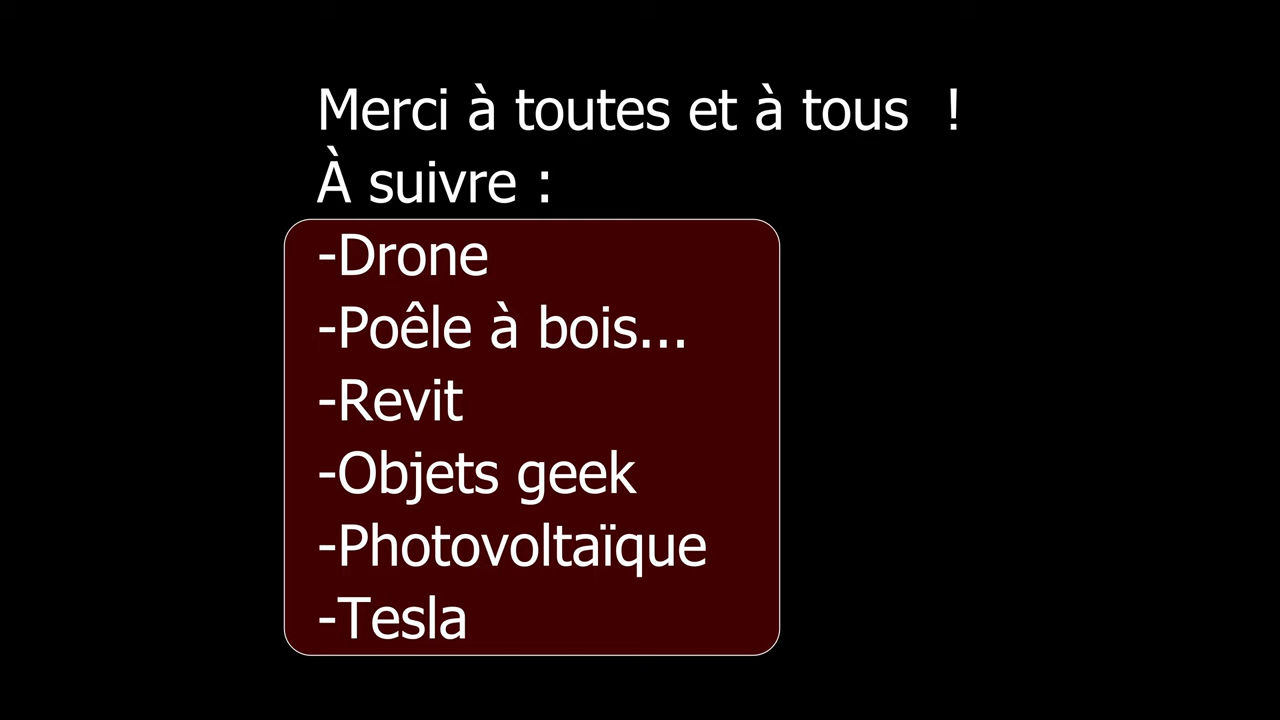 Merci à toutes et à tous  !
À suivre :
-Drone
-Poêle à bois...
-Revit
-Objets geek
-Photovoltaïque
-Tesla